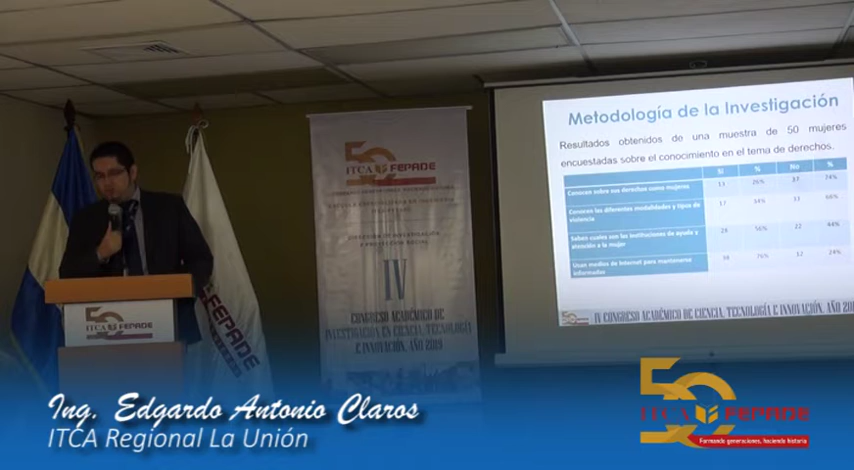 50
ITCA FEPADE
IV
CONGRESO ACADÉMICO DE
INVESTIGACIÓN EN CIENCIA, TECNOLOGÍA
E INNOVACIÓN, AÑO 2019
ITCA FEPADE
FEPADE
Metodología de la Investigación
Resultados obtenidos de una muestra de 50 mujeres
encuestadas sobre el conocimiento en el tema de derechos.
Si % No %
Conocen sobre sus derechos como mujeres 13 26% 37 74%
Conocen las diferentes modalidades y tipos de
violencia 17 34% 33 66%
Saben cuales son las instituciones de ayuda y
atención a la mujer 28 56% 22 44%
Usan medios de Internet para mantenerse
informadas 38 76% 12 24%
IV CONGRESO ACADÉMICO DE CIENCIA, TECNOLOGÍA E INNOVACIÓN, AÑO 201
Ing. Edgardo Antonio Claros
ITCA Regional La Unión
50
ITCA FEPADE
Formando generaciones, haciendo historia